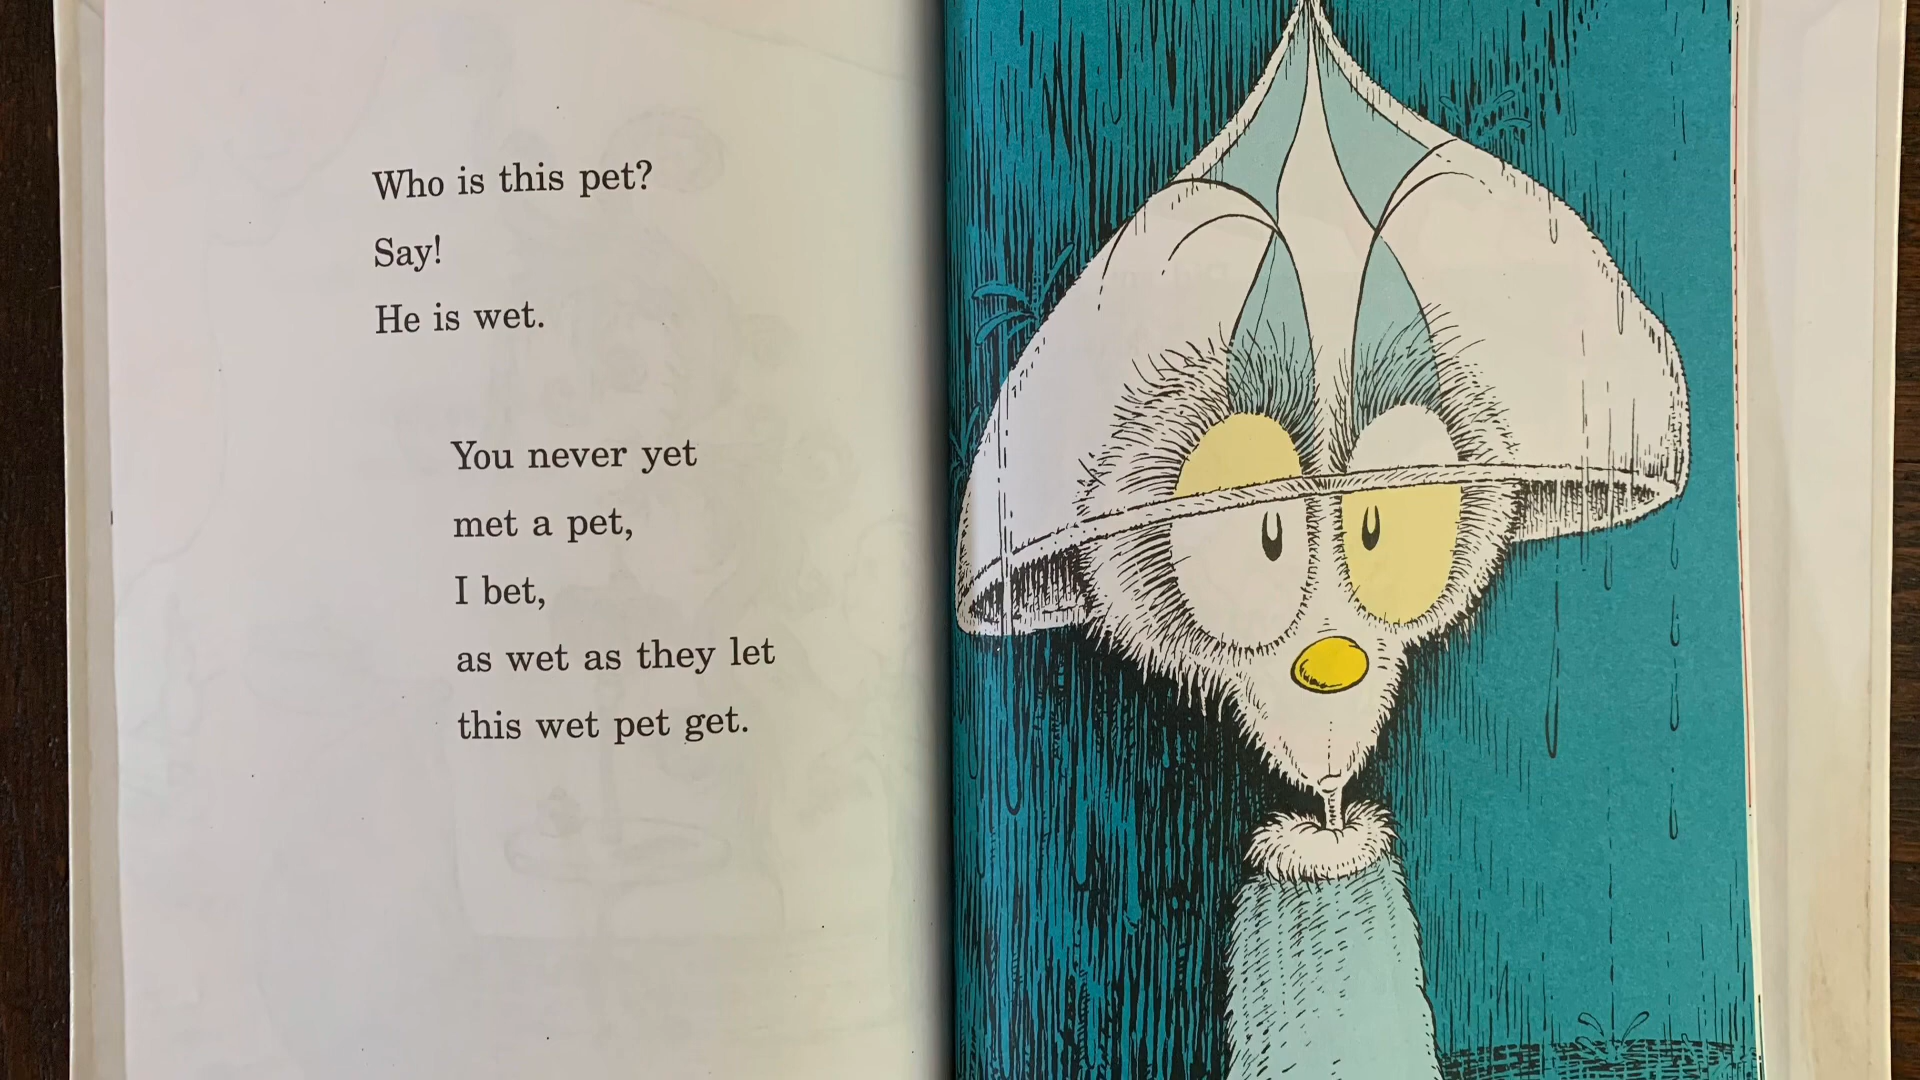 Who is this pet?
Say!
He is wet.
You never yet
met a pet,
I bet,
as wet as they let
this wet pet get.